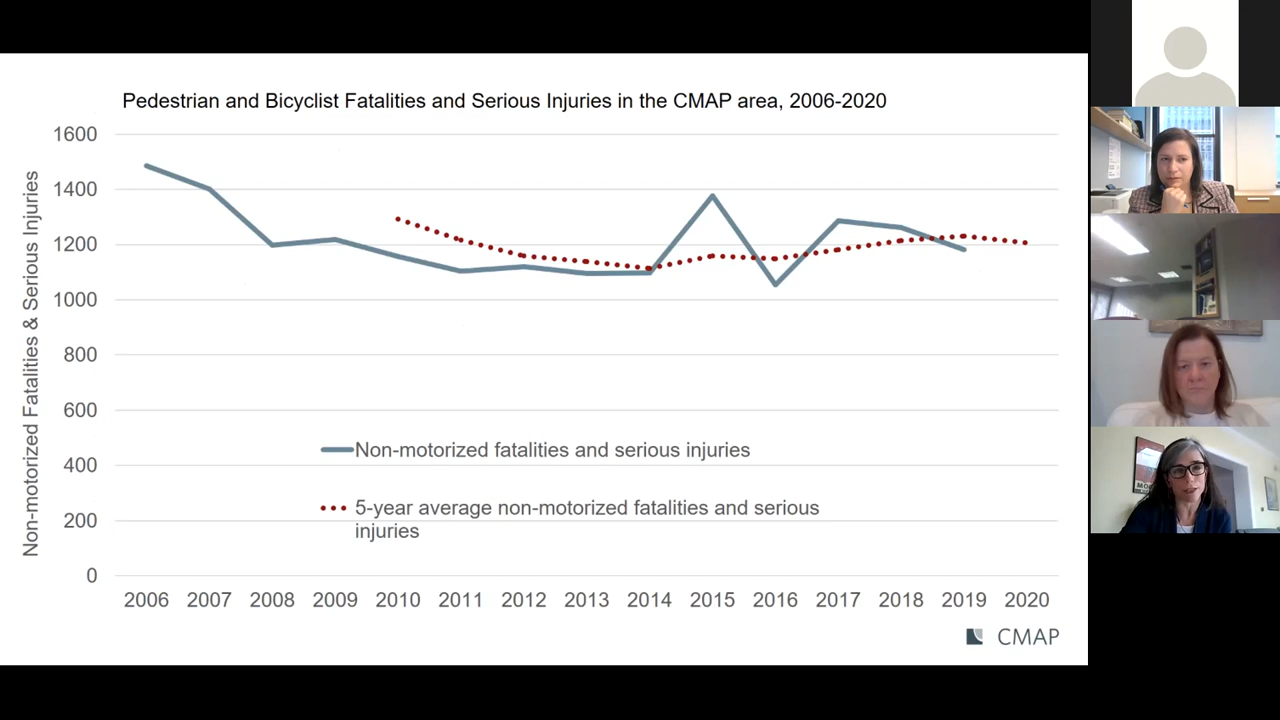 Pedestrian and Bicyclist Fatalities and Serious Injuries in the CMAP area, 2006-2020
Non-motorized Fatalities & Serious Injuries
1600
1400
1200
1000
800
600
400
200
0
Non-motorized fatalities and serious injuries
5-year average non-motorized fatalities and serious
injuries
2006 2007 2008 2009 2010 2011 2012 2013 2014 2015 2016 2017 2018 2019 2020
CMAP